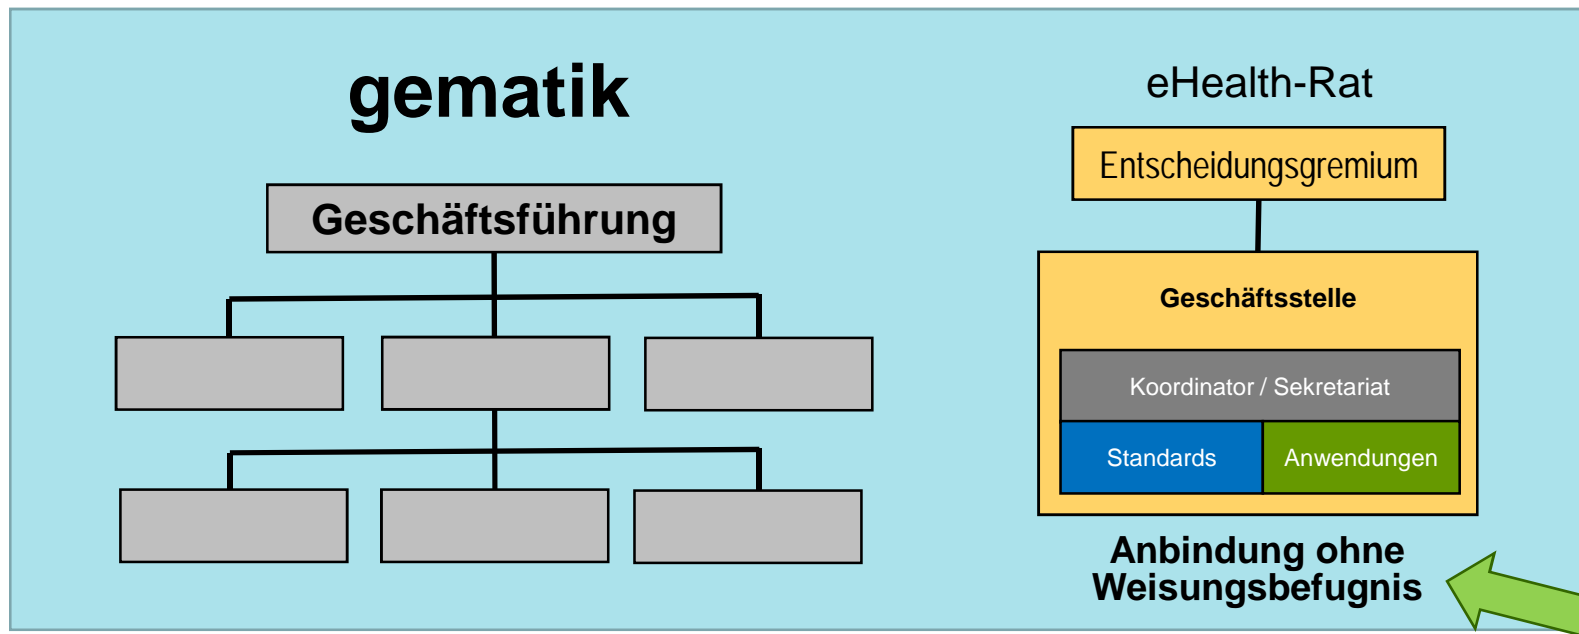 gematik
Geschäftsführung
eHealth-Rat
Entscheidungsgremium
Geschäftsstelle
Koordinator / Sekretariat
Standards
Anwendungen
Anbindung ohne
Weisungsbefugnis